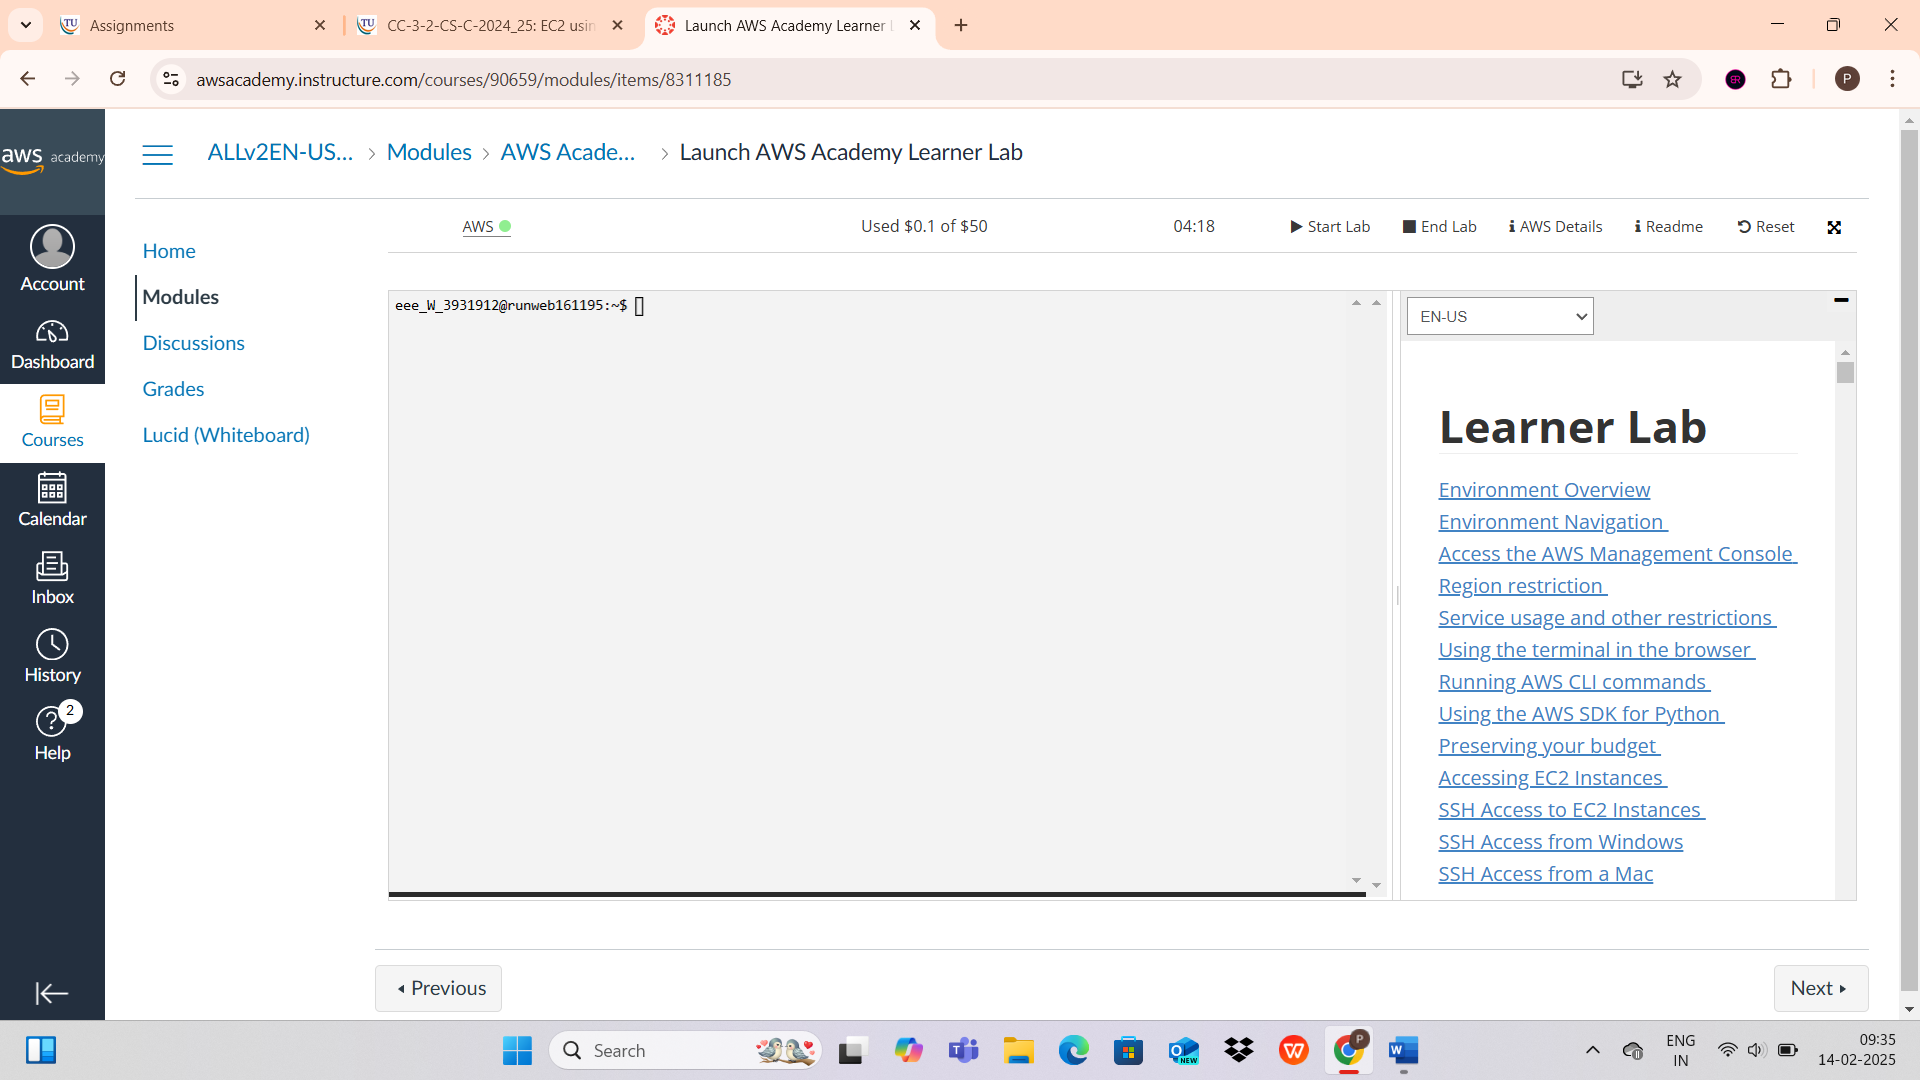 Assignments
CC-3-2-CS-C-2024_25: EC2 usin
Launch AWS Academy Learner L
awsacademy.instructure.com/courses/90659/modules/items/8311185
P
aws academy
ALLv2EN-US... > Modules > AWS Acade... > Launch AWS Academy Learner Lab
AWS
Used $0.1 of $50
04:18
Start Lab
End Lab
AWS Details
Readme
Reset
Account
Dashboard
Courses
Calendar
Inbox
History
2
Help
Home
Modules
Discussions
Grades
Lucid (Whiteboard)
eee_W_3931912@runweb161195:~$
EN-US
Learner Lab
Environment Overview
Environment Navigation
Access the AWS Management Console
Region restriction
Service usage and other restrictions
Using the terminal in the browser
Running AWS CLI commands
Using the AWS SDK for Python
Preserving your budget
Accessing EC2 Instances
SSH Access to EC2 Instances
SSH Access from Windows
SSH Access from a Mac
Previous
Next
Search
ENG
IN
09:35
14-02-2025